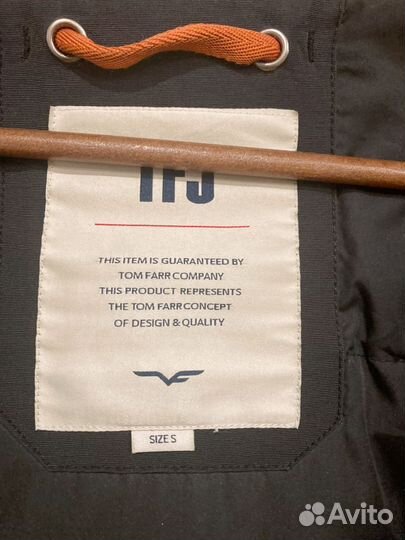 TFJ
THIS ITEM IS GUARANTEED BY
TOM FARR COMPANY
THIS PRODUCT REPRESENTS
THE TOM FARR CONCEPT
OF DESIGN & QUALITY
SIZE S
Avito